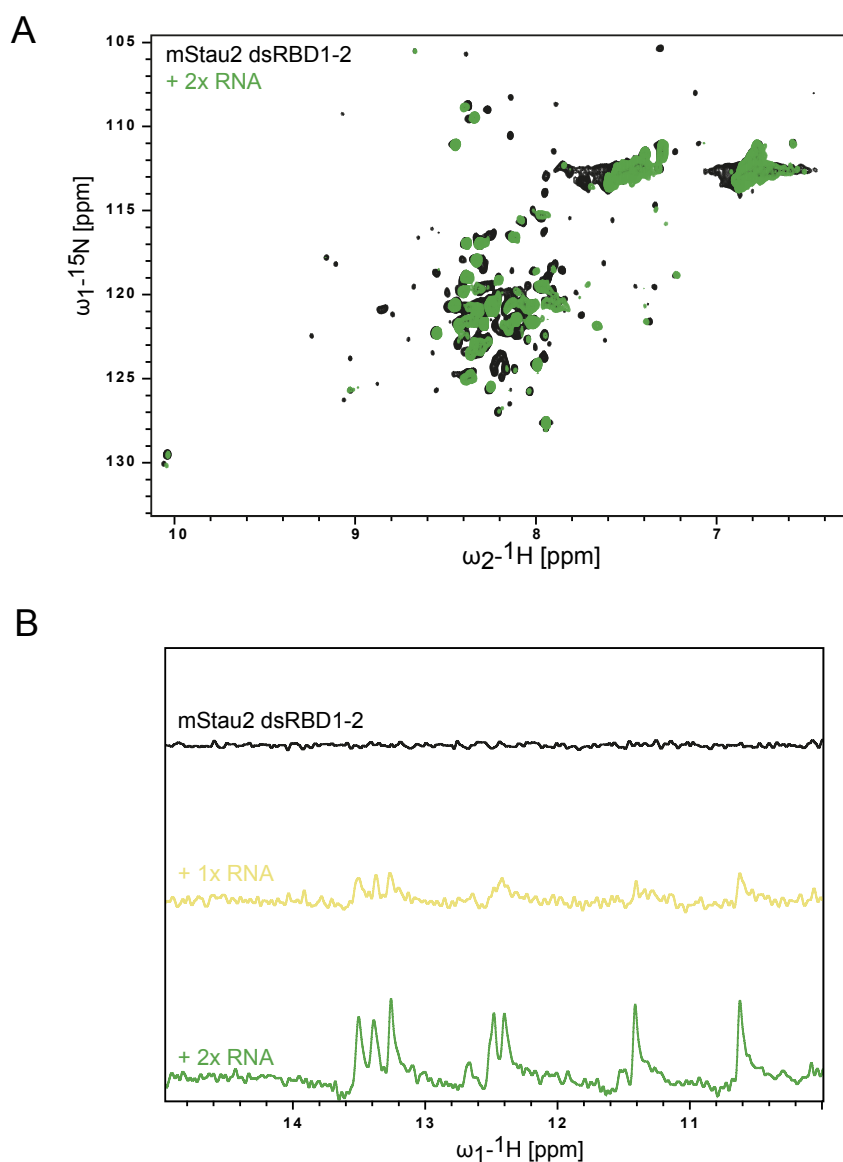 A
mStau2 dsRBD1-2
+ 2x RNA
105
110
115
120
125
130
ω1-15N [ppm]
10
9
8
7
ω2-1H [ppm]
B
mStau2 dsRBD1-2
+ 1x RNA
+ 2x RNA
14
13
12
11
ω1-1H [ppm]